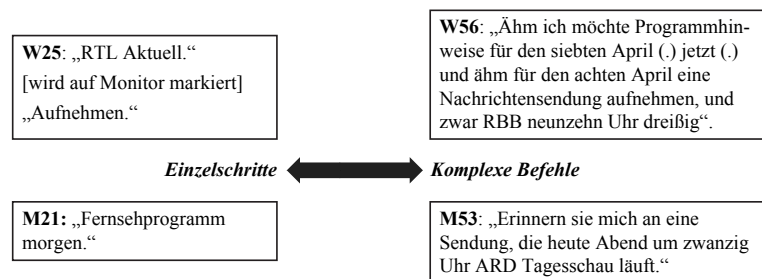 W25: „RTL Aktuell.“
[wird auf Monitor markiert]
„Aufnehmen.“
W56: „Ähm ich möchte Programmhin-
weise für den siebten April (.) jetzt (.)
und ähm für den achten April eine
Nachrichtensendung aufnehmen, und
zwar RBB neunzehn Uhr dreißig“.
Einzelschritte
Komplexe Befehle
M21: „Fernsehprogramm
morgen.“
M53: „Erinnern sie mich an eine
Sendung, die heute Abend um zwanzig
Uhr ARD Tagesschau läuft.“